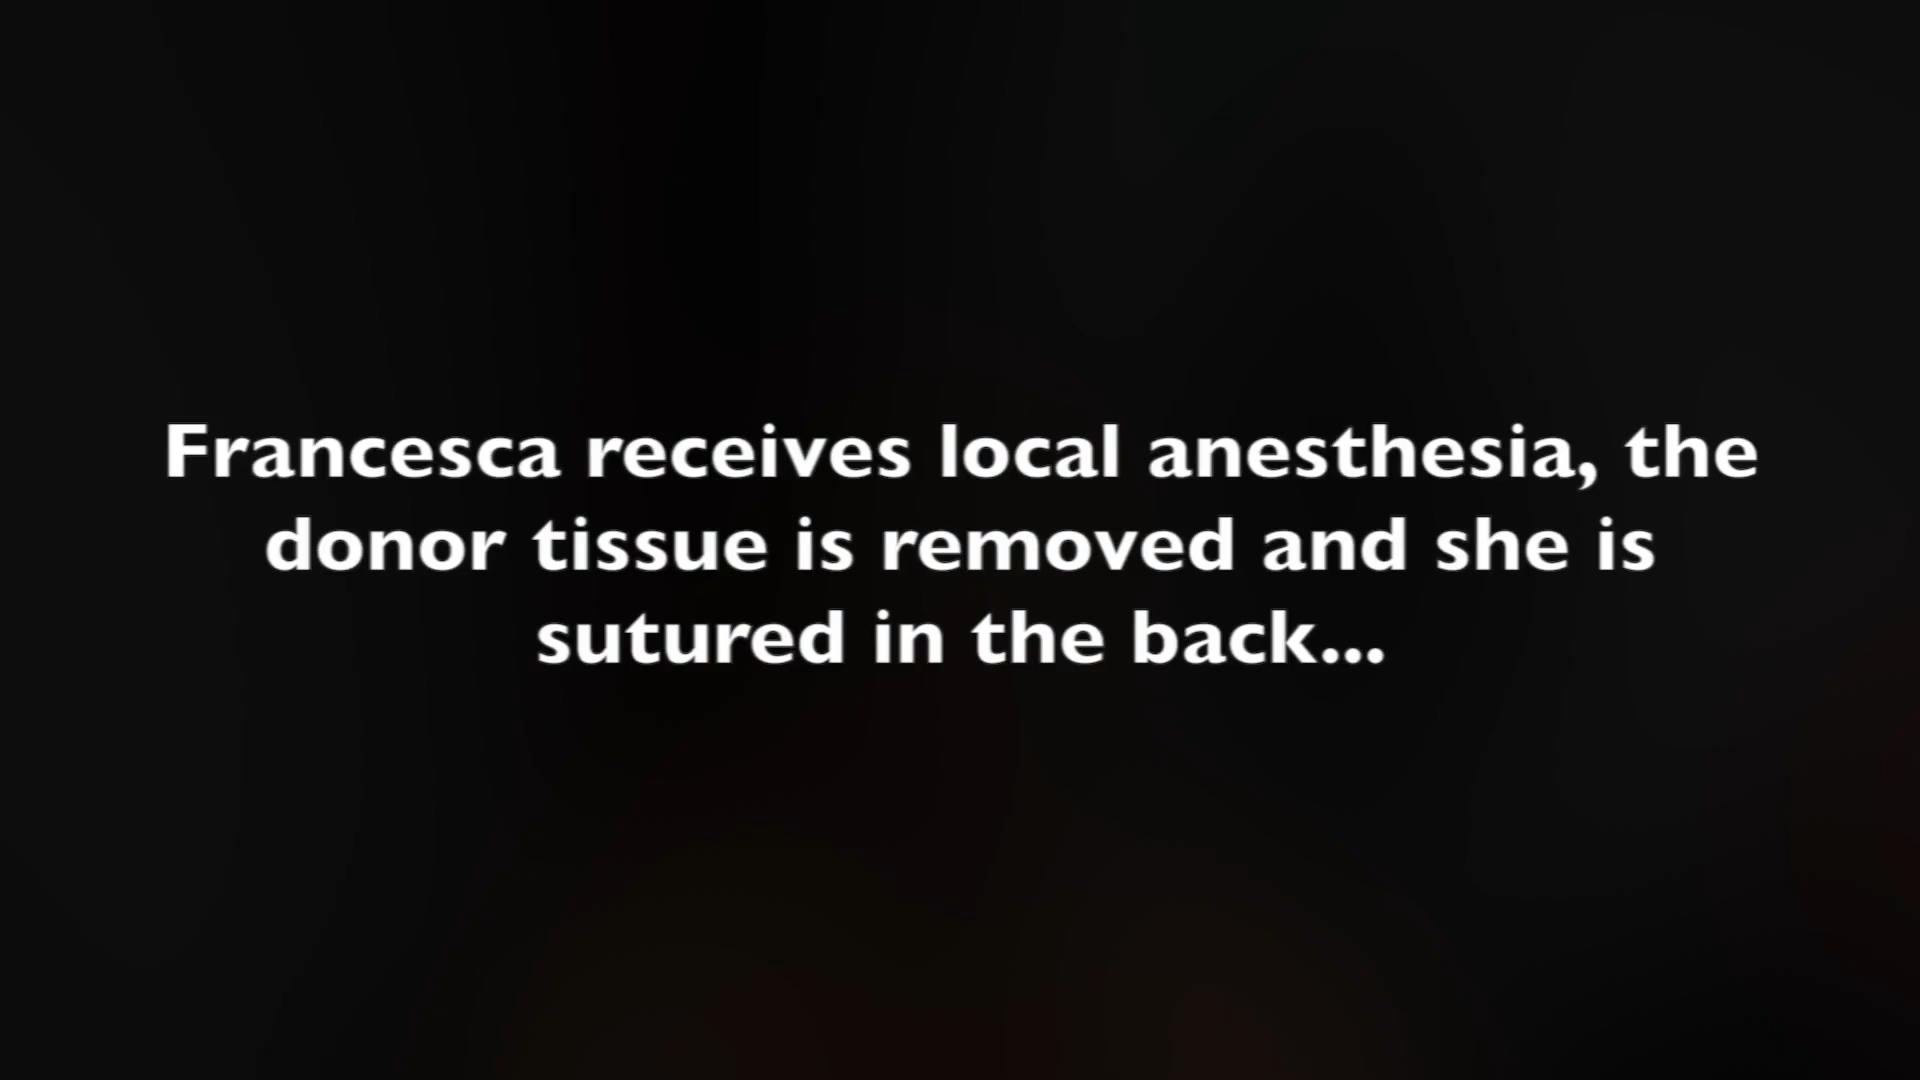 Francesca receives local anesthesia, the
donor tissue is removed and she is
sutured in the back...